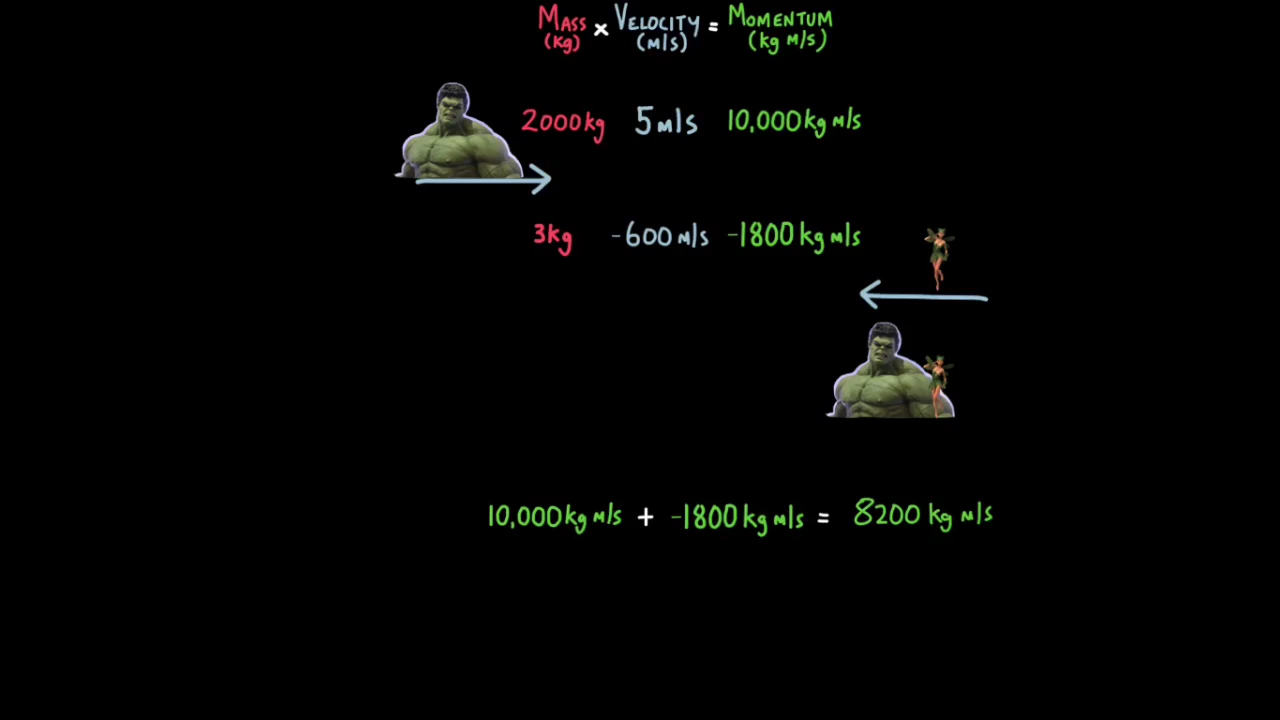 Mass x Velocity = Momentum
(kg) (m/s) (kg m/s)
2000kg 5m/s 10,000kg m/s
3kg -600m/s -1800kg m/s
10,000kg m/s + -1800kg m/s = 8200 kg m/s